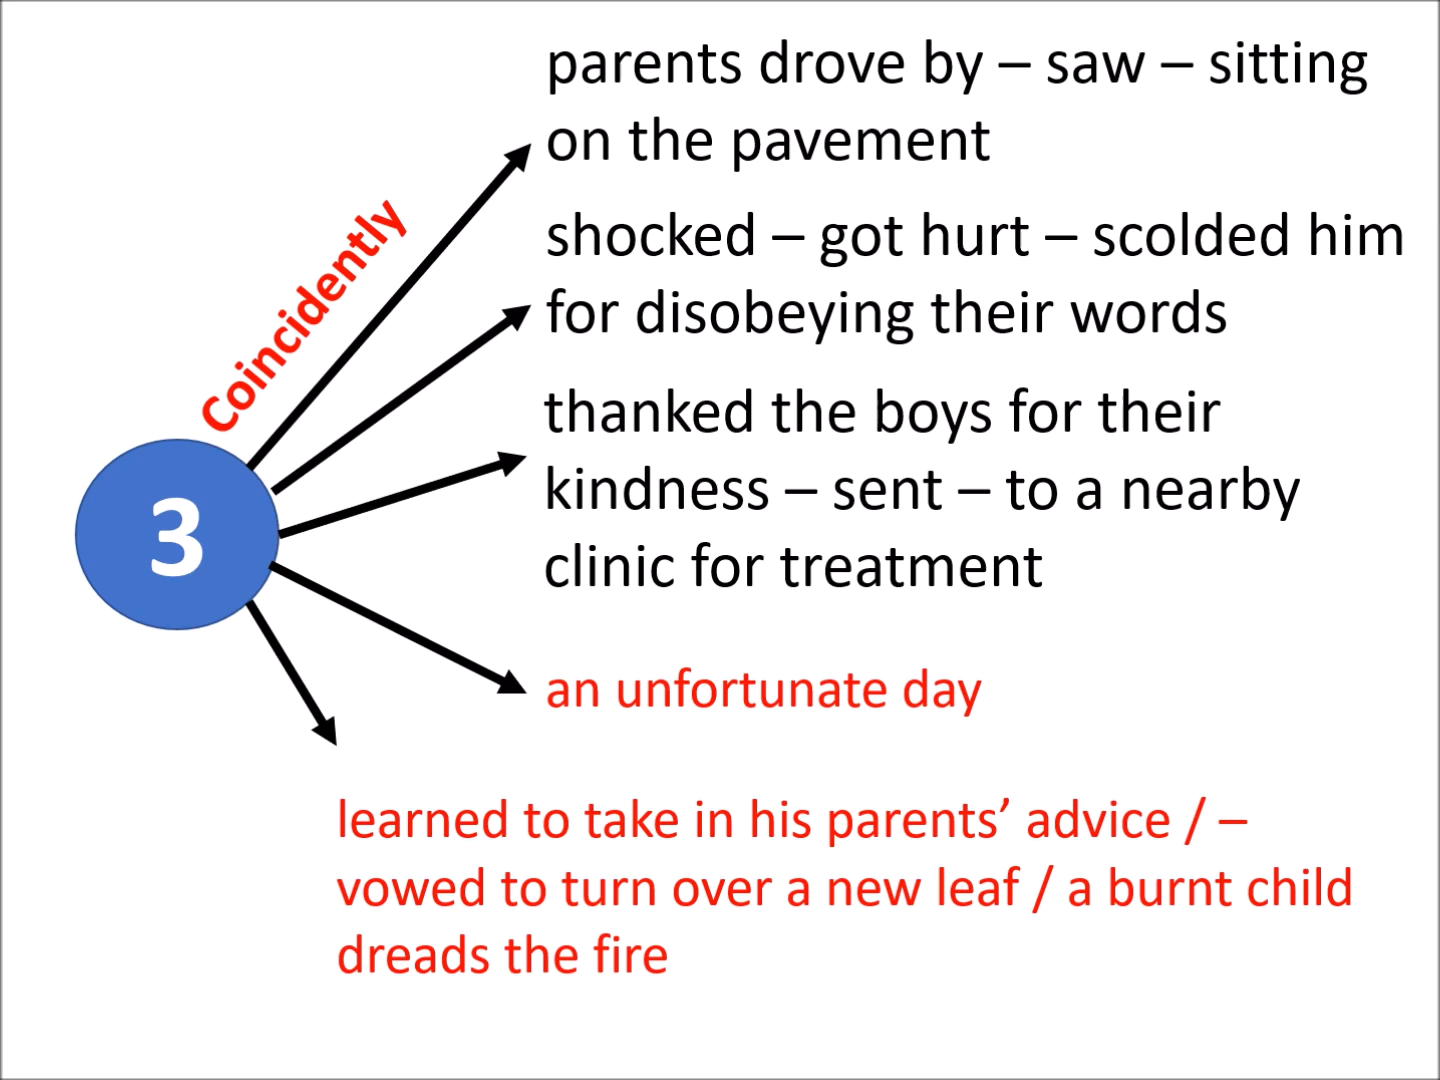 parents drove by – saw – sitting
on the pavement
Coincidently
shocked – got hurt – scolded him
for disobeying their words
thanked the boys for their
kindness – sent – to a nearby
clinic for treatment
3
an unfortunate day
learned to take in his parents’ advice / –
vowed to turn over a new leaf / a burnt child
dreads the fire